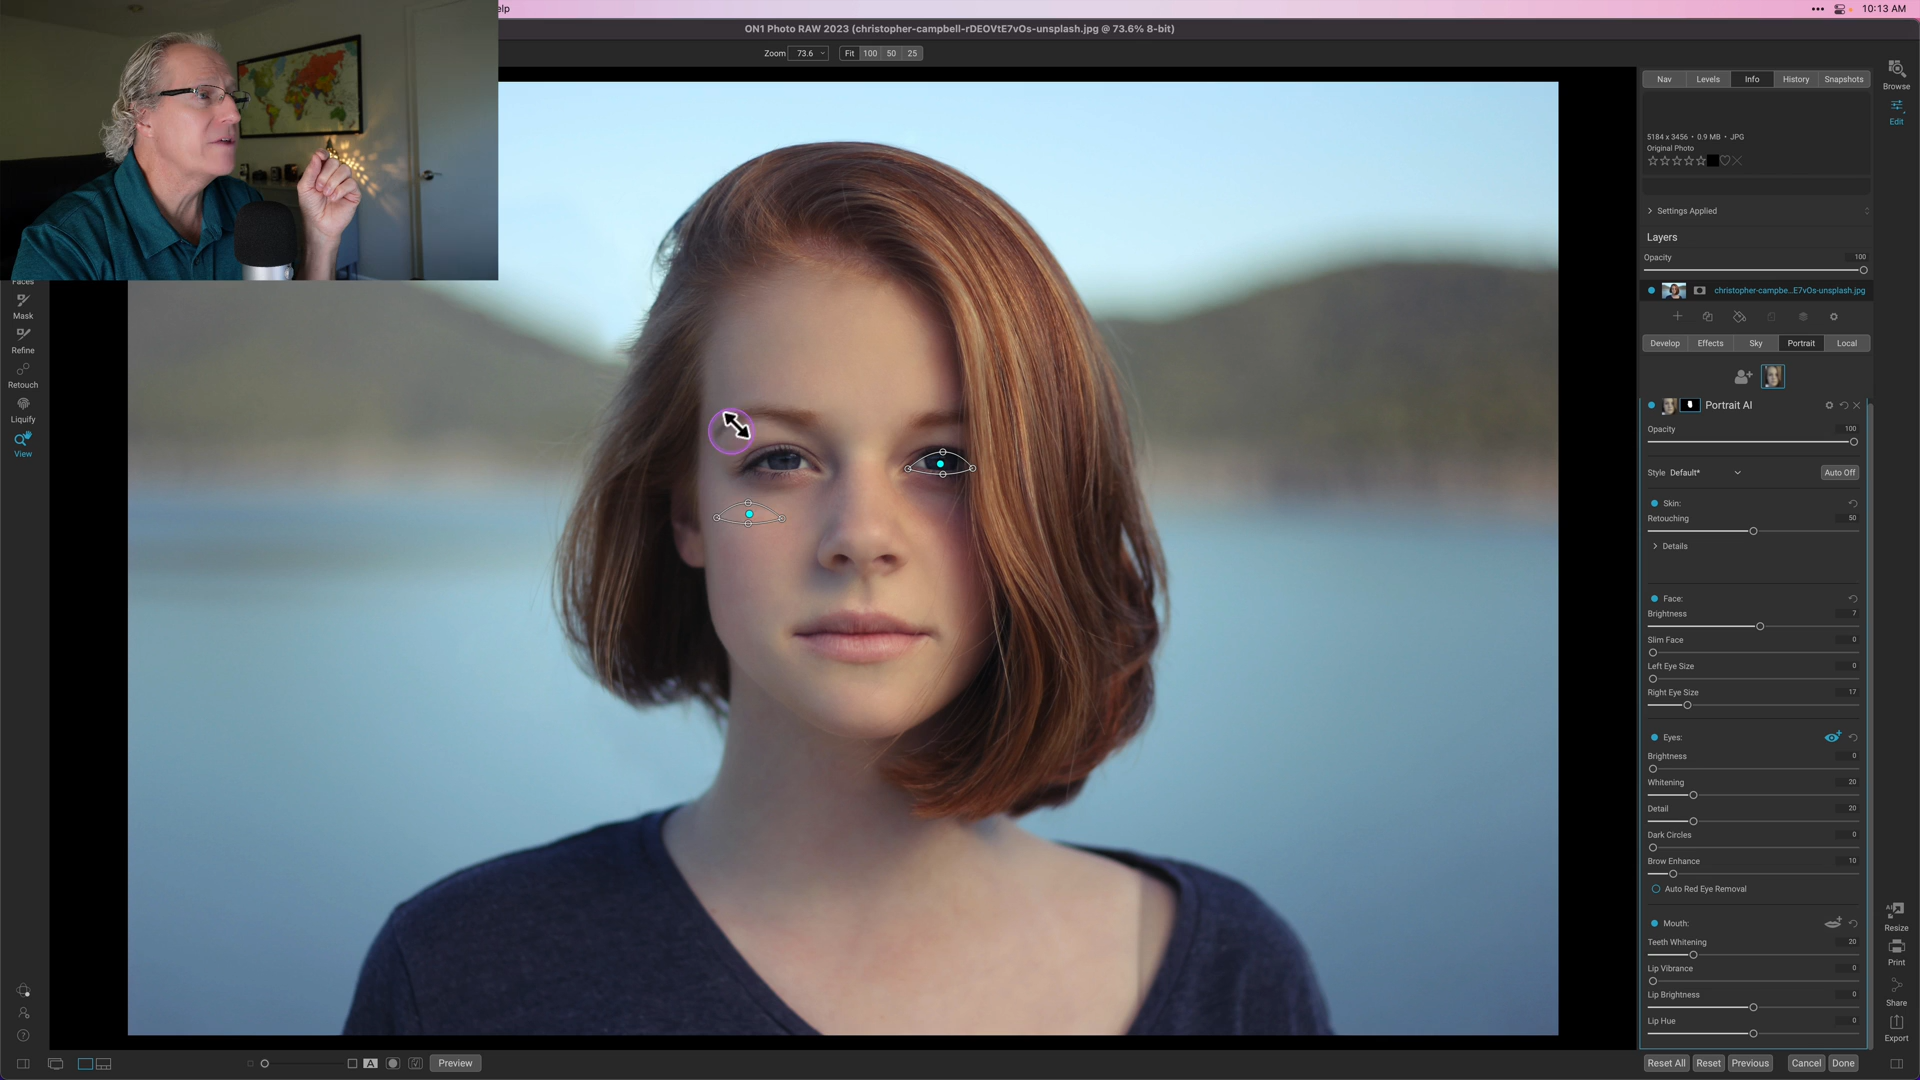 elp
10:13 AM
ON1 Photo RAW 2023 (christopher-campbell-rDEOVtE7vOs-unsplash.jpg @ 73.6% 8-bit)
Zoom 73.6 Fit 100 50 25
Nav Levels Info History Snapshots
Browse
Edit
5184 x 3456 • 0.9 MB • JPG
Original Photo
Settings Applied
Layers
Opacity 100
christopher-campbe...E7vOs-unsplash.jpg
Develop Effects Sky Portrait Local
Portrait AI
Opacity 100
Style Default* Auto Off
Skin:
Retouching 50
Details
Face:
Brightness 7
Slim Face 0
Left Eye Size 0
Right Eye Size 17
Eyes:
Brightness 0
Whitening 20
Detail 20
Dark Circles 0
Brow Enhance 10
Auto Red Eye Removal
Mouth:
Teeth Whitening 20
Lip Vibrance 0
Lip Brightness 0
Lip Hue 0
Faces
Mask
Refine
Retouch
Liquify
View
Resize
Print
Share
Export
A
Preview
Reset All Reset Previous Cancel Done